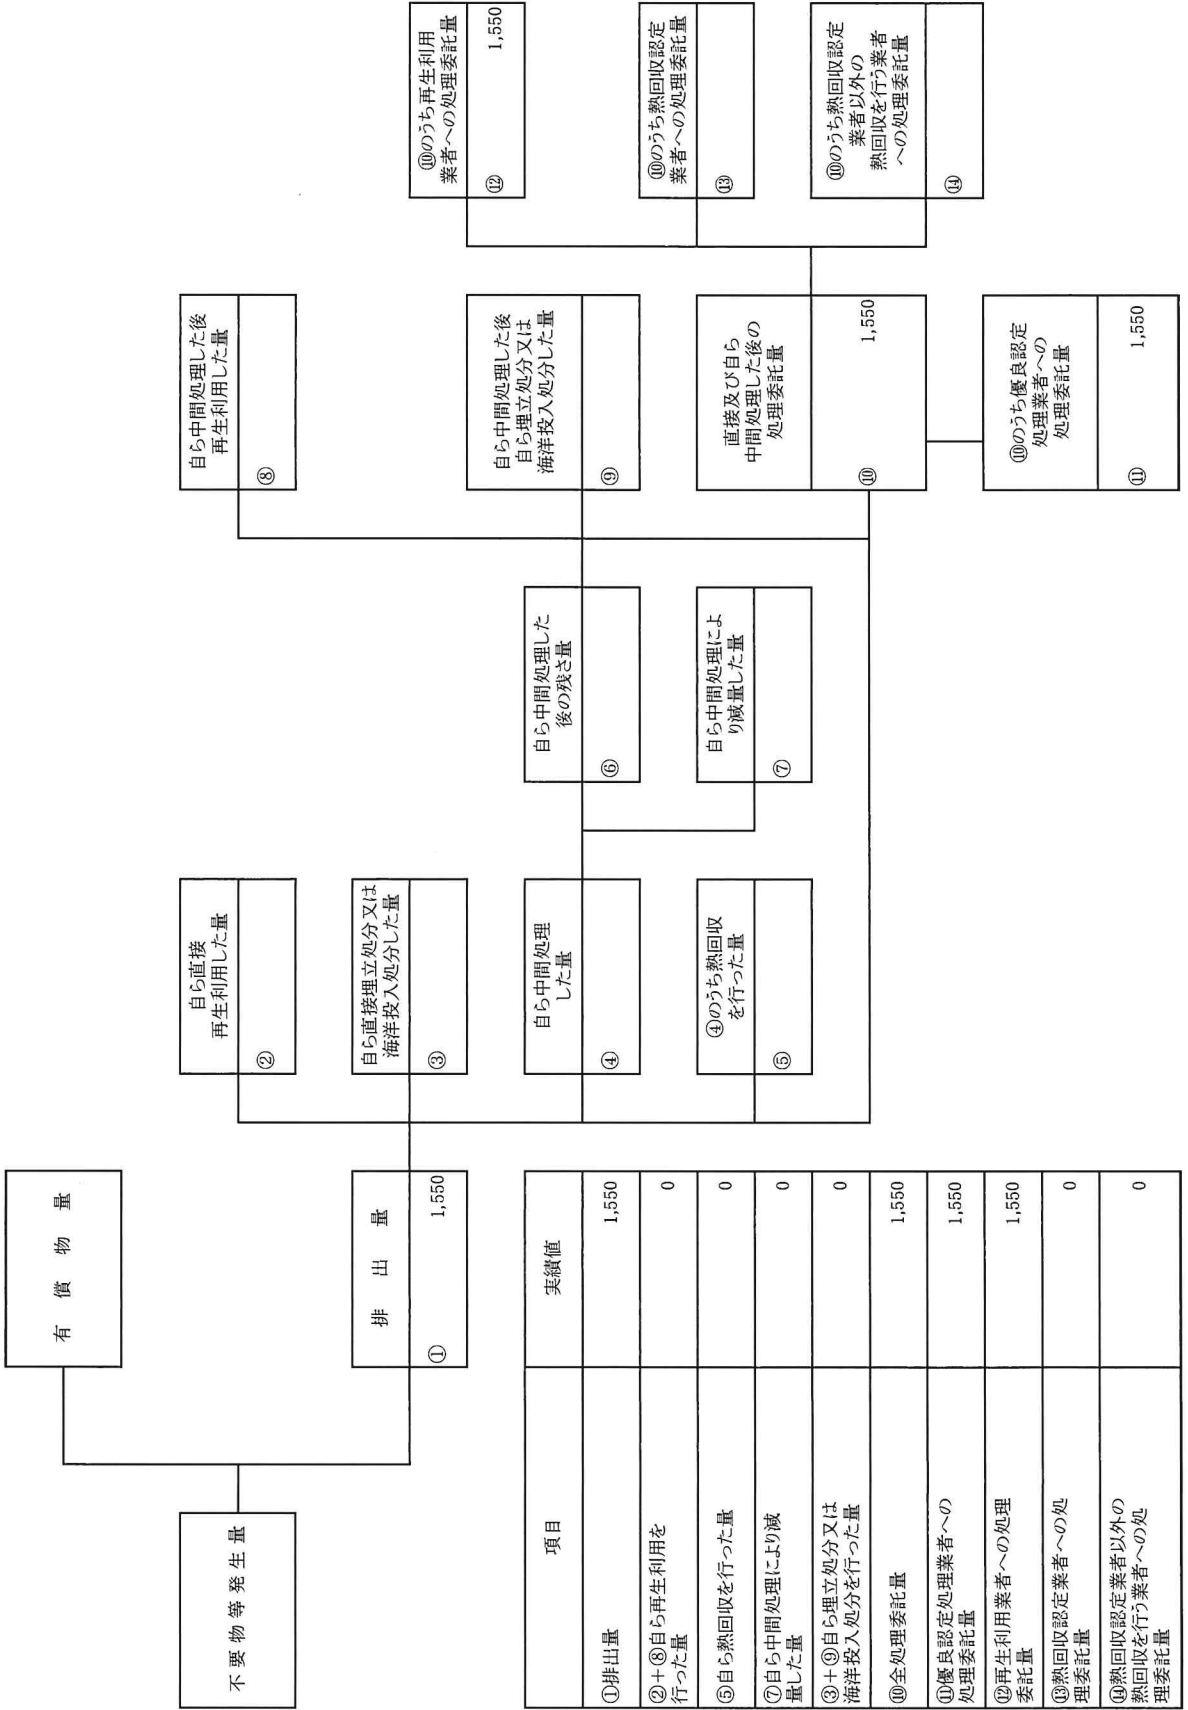 不要物等発生量
有償物量
排出量
① 1,550
自ら直接
再生利用した量
②
自ら直接埋立処分又は
海洋投入処分した量
③
自ら中間処理
した量
④
④のうち熱回収
を行った量
⑤
自ら中間処理した
後の残さ量
⑥
自ら中間処理によ
り減量した量
⑦
自ら中間処理した後
再生利用した量
⑧
自ら中間処理した後
自ら埋立処分又は
海洋投入処分した量
⑨
直接及び自ら
中間処理した後の
処理委託量
⑩ 1,550
⑩のうち優良認定
処理業者への
処理委託量
⑪ 1,550
⑩のうち再生利用
業者への処理委託量
⑫ 1,550
⑩のうち熱回収認定
業者への処理委託量
⑬
⑩のうち熱回収認定
業者以外の
熱回収を行う業者
への処理委託量
⑭
項目 実績値
①排出量 1,550
②+⑧自ら再生利用を
行った量 0
⑤自ら熱回収を行った量 0
⑦自ら中間処理により減
量した量 0
③+⑨自ら埋立処分又は
海洋投入処分を行った量 0
⑩全処理委託量 1,550
⑪優良認定処理業者への
処理委託量 1,550
⑫再生利用業者への処理
委託量 1,550
⑬熱回収認定業者への処
理委託量 0
⑭熱回収認定業者以外の
熱回収を行う業者への処
理委託量 0